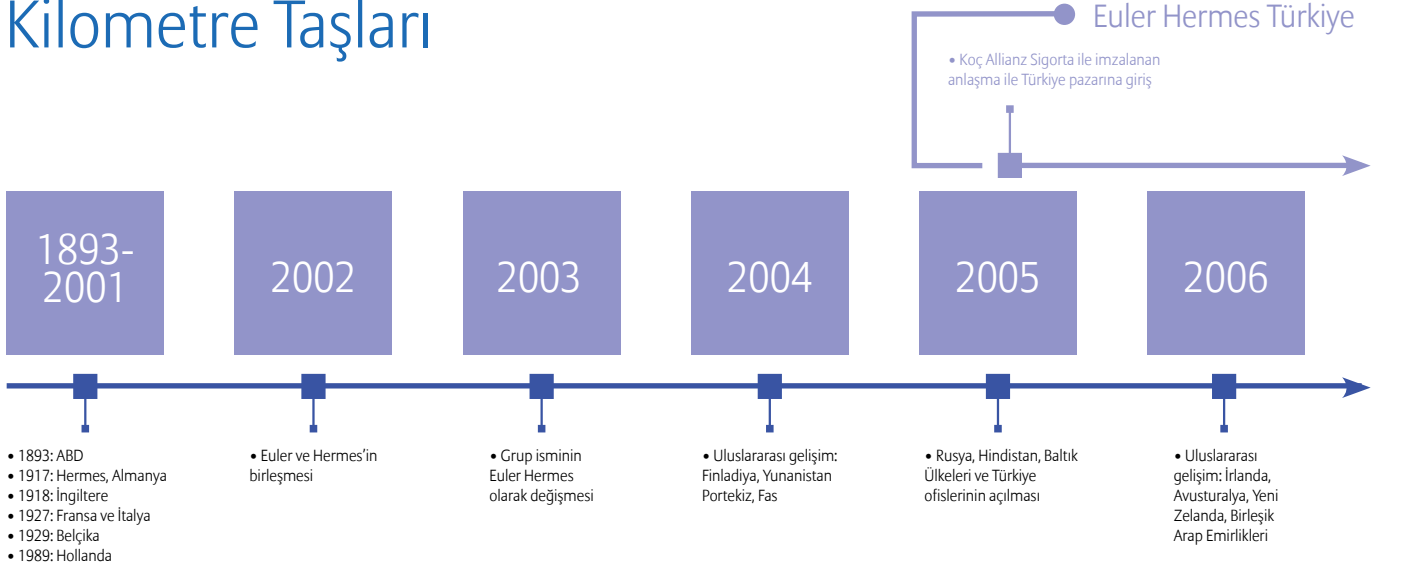 Kilometre Taşları
Euler Hermes Türkiye
• Koç Allianz Sigorta ile imzalanan
anlaşma ile Türkiye pazarına giriş
1893-
2001
2002
2003
2004
2005
2006
• 1893: ABD
• 1917: Hermes, Almanya
• 1918: İngiltere
• 1927: Fransa ve İtalya
• 1929: Belçika
• 1989: Hollanda
• Euler ve Hermes’in
birleşmesi
• Grup isminin
Euler Hermes
olarak değişmesi
• Uluslararası gelişim:
Finladiya, Yunanistan
Portekiz, Fas
• Rusya, Hindistan, Baltık
Ülkeleri ve Türkiye
ofislerinin açılması
• Uluslararası
gelişim: İrlanda,
Avusturalya, Yeni
Zelanda, Birleşik
Arap Emirlikleri